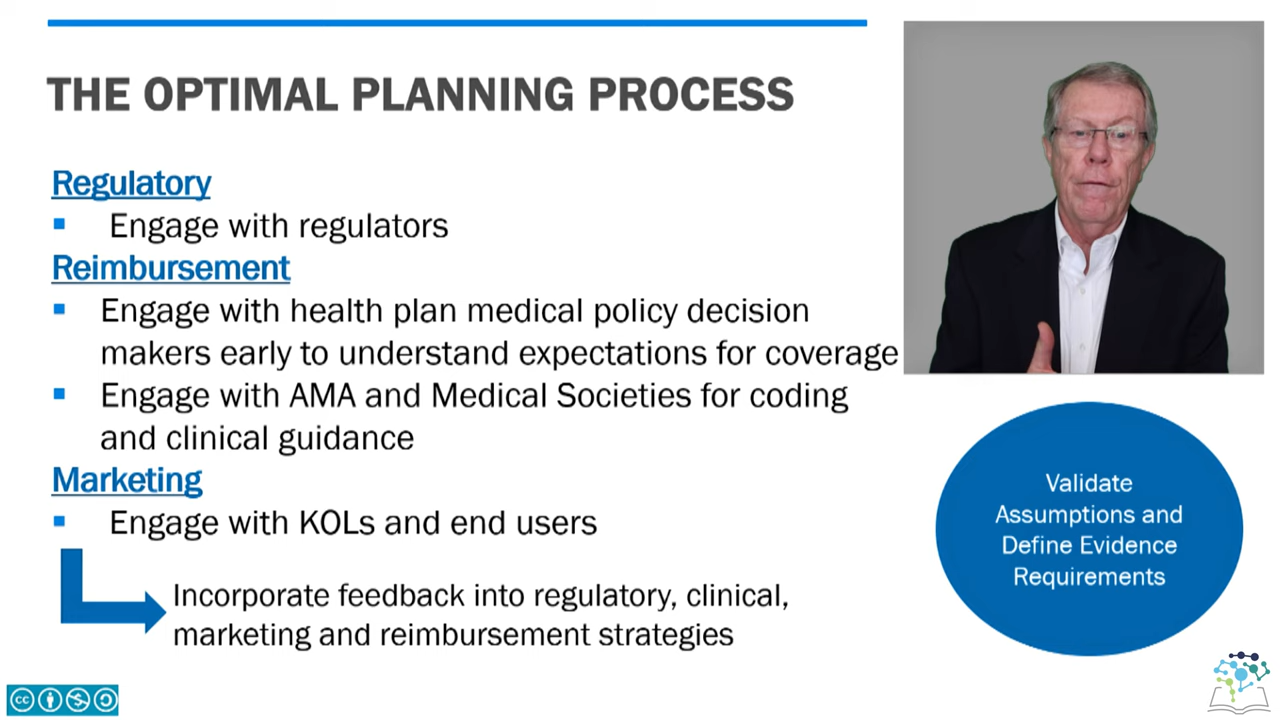 THE OPTIMAL PLANNING PROCESS
Regulatory
Engage with regulators
Reimbursement
Engage with health plan medical policy decision
makers early to understand expectations for coverage
Engage with AMA and Medical Societies for coding
and clinical guidance
Marketing
Engage with KOLs and end users
Incorporate feedback into regulatory, clinical,
marketing and reimbursement strategies
Validate
Assumptions and
Define Evidence
Requirements
cc